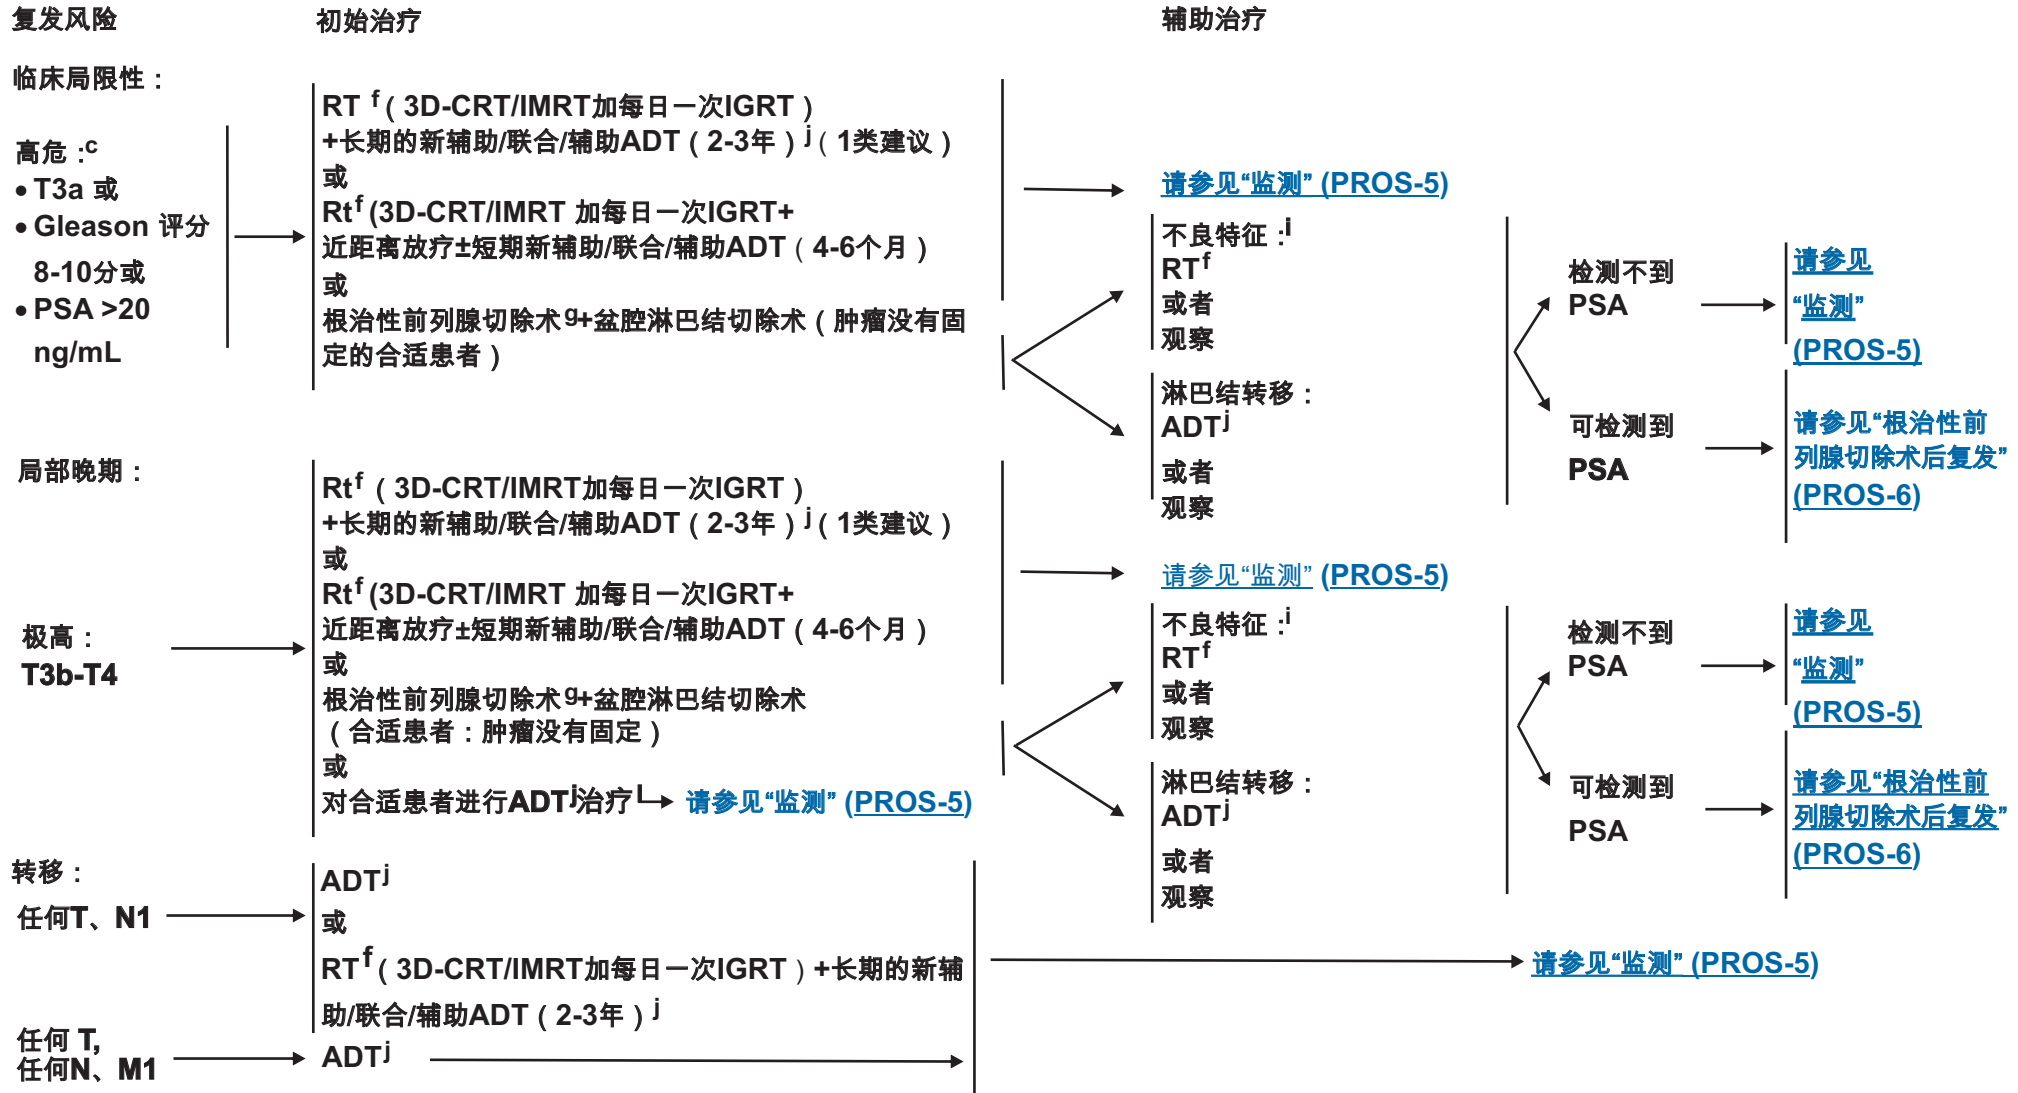 复发风险
初始治疗
辅助治疗
临床局限性：
高危：c
• T3a 或
• Gleason 评分
8-10分或
• PSA >20
ng/mL
RT f（3D-CRT/IMRT加每日一次IGRT）
+长期的新辅助/联合/辅助ADT（2-3年）j（1类建议）
或
Rtf (3D-CRT/IMRT 加每日一次IGRT+
近距离放疗±短期新辅助/联合/辅助ADT（4-6个月）
或
根治性前列腺切除术g+盆腔淋巴结切除术（肿瘤没有固
定的合适患者）
请参见“监测” (PROS-5)
不良特征：i
RTf
或者
观察
淋巴结转移：
ADTj
或者
观察
检测不到
PSA
请参见
“监测”
(PROS-5)
可检测到
PSA
请参见“根治性前
列腺切除术后复发”
(PROS-6)
局部晚期：
极高：
T3b-T4
Rtf（3D-CRT/IMRT加每日一次IGRT）
+长期的新辅助/联合/辅助ADT（2-3年）j（1类建议）
或
Rtf (3D-CRT/IMRT 加每日一次IGRT+
近距离放疗±短期新辅助/联合/辅助ADT（4-6个月）
或
根治性前列腺切除术g+盆腔淋巴结切除术
（合适患者：肿瘤没有固定）
或
对合适患者进行ADTj治疗L→ 请参见“监测” (PROS-5)
请参见“监测” (PROS-5)
不良特征：i
RTf
或者
观察
淋巴结转移：
ADTj
或者
观察
检测不到
PSA
请参见
“监测”
(PROS-5)
可检测到
PSA
请参见“根治性前
列腺切除术后复发”
(PROS-6)
转移：
任何T、N1
ADTj
或
RTf（3D-CRT/IMRT加每日一次IGRT）+长期的新辅
助/联合/辅助ADT（2-3年）j
请参见“监测” (PROS-5)
任何 T,
任何N、M1
ADTj